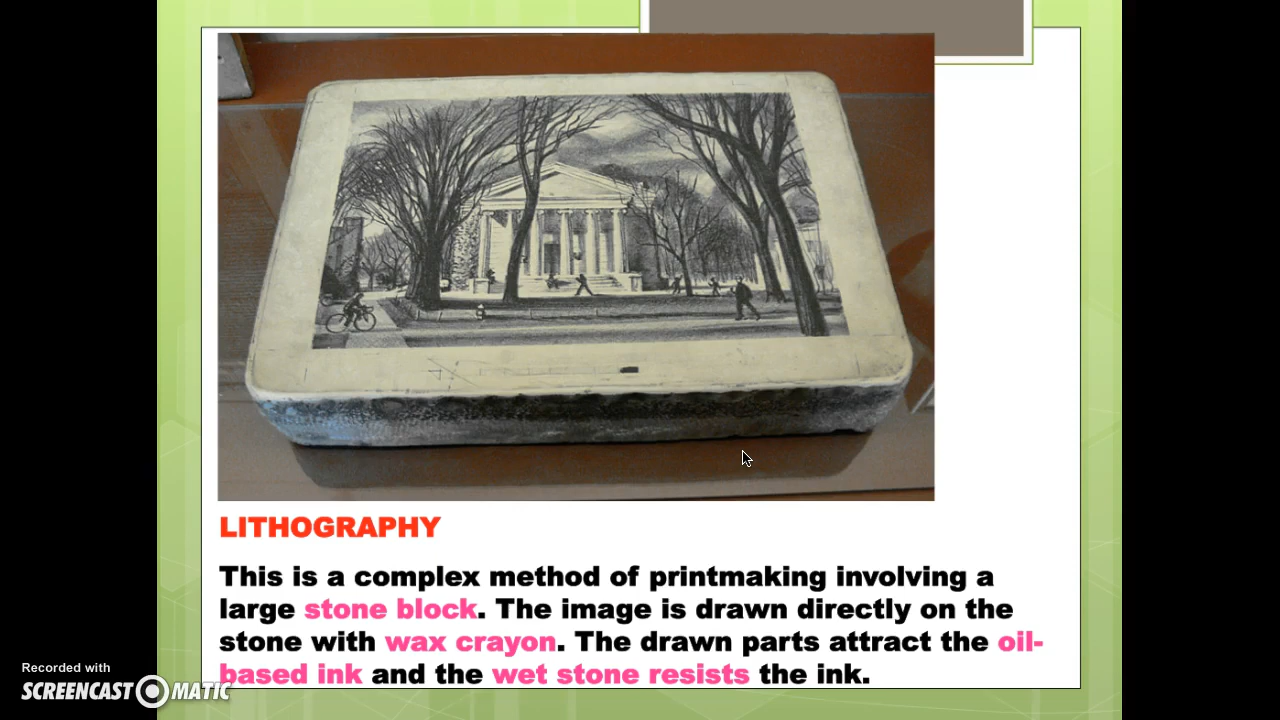 LITHOGRAPHY
This is a complex method of printmaking involving a
large stone block. The image is drawn directly on the
stone with wax crayon. The drawn parts attract the oil-
based ink and the wet stone resists the ink.
Recorded with
SCREENCAST MATIC